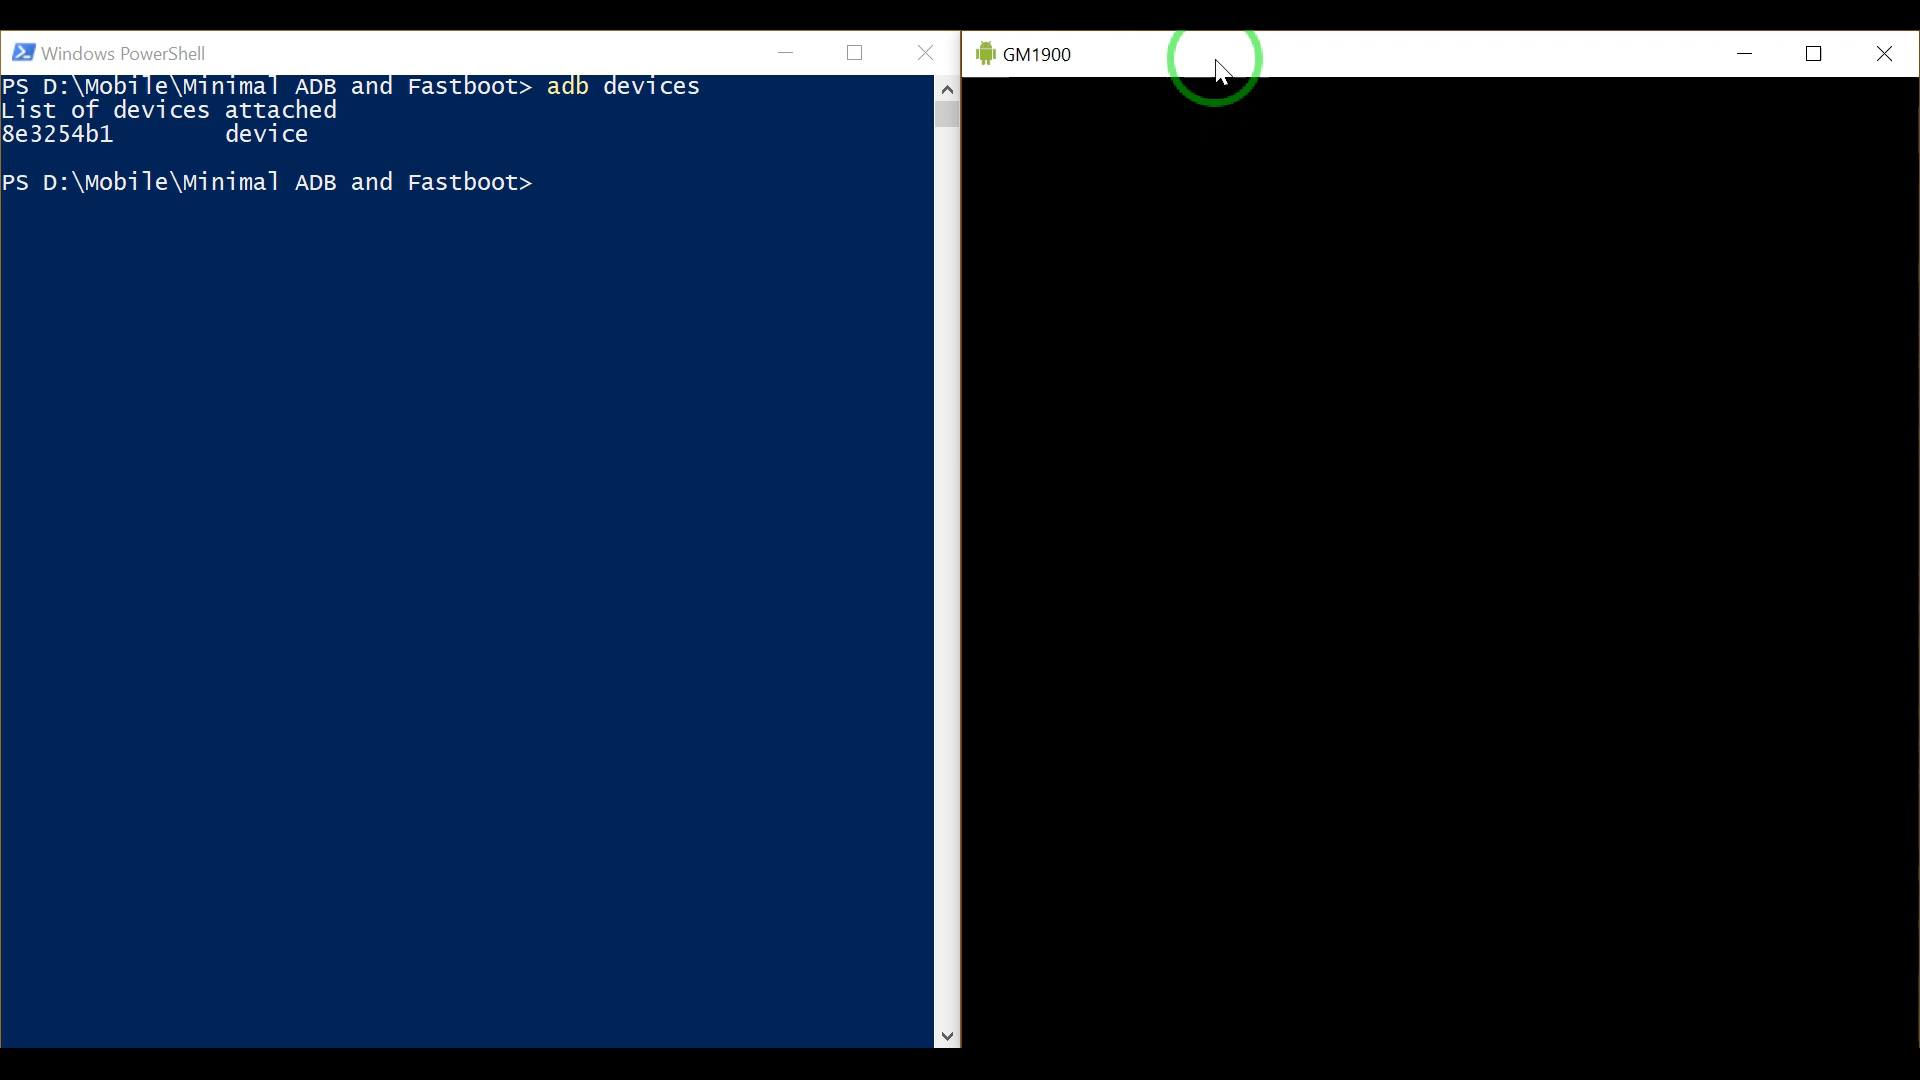 Windows PowerShell
PS D:\Mobile\Minimal ADB and Fastboot> adb devices
List of devices attached
8e3254b1        device
PS D:\Mobile\Minimal ADB and Fastboot>
GM1900